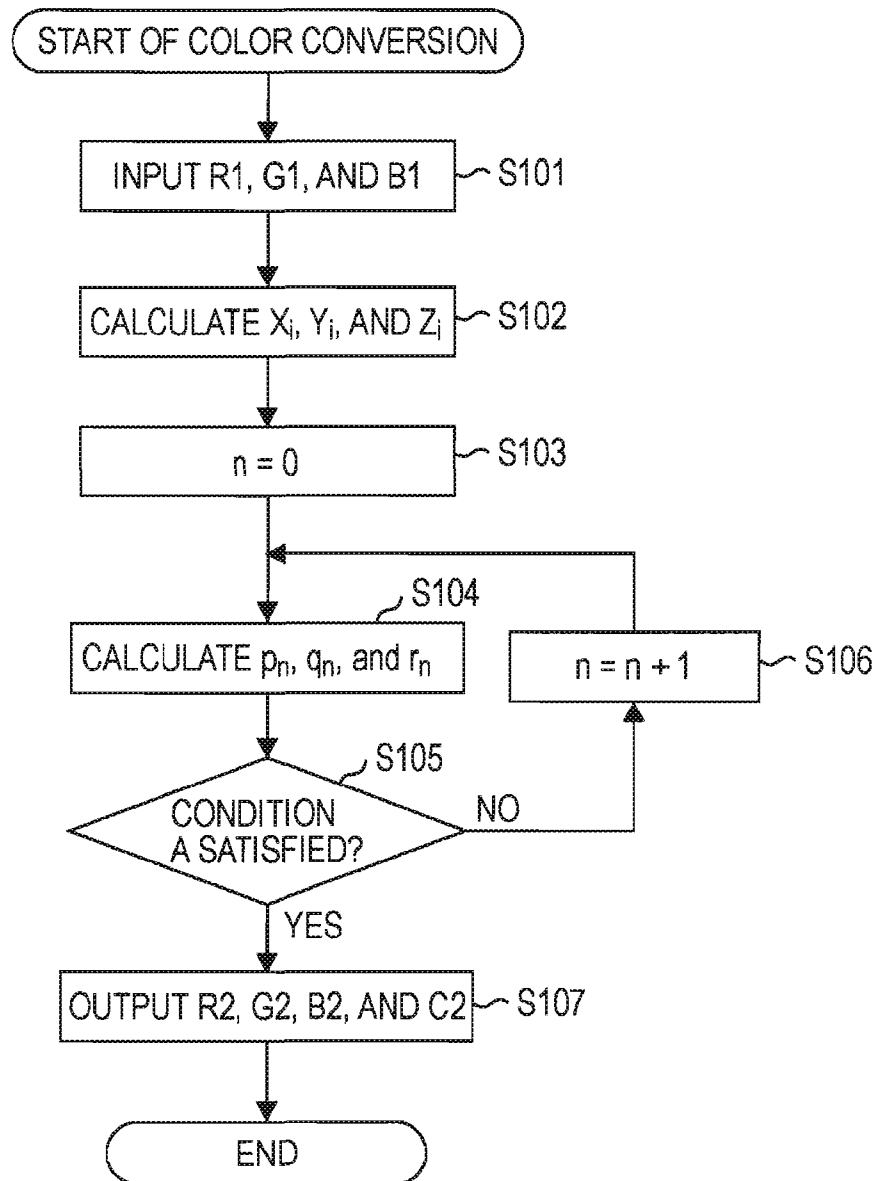 START OF COLOR CONVERSION
INPUT R1, G1, AND B1
S101
CALCULATE Xi, Yi, AND Zi
S102
n = 0
S103
S104
CALCULATE pn, qn, and rn
n = n + 1
S106
S105
CONDITION
A SATISFIED?
NO
YES
OUTPUT R2, G2, B2, AND C2
S107
END